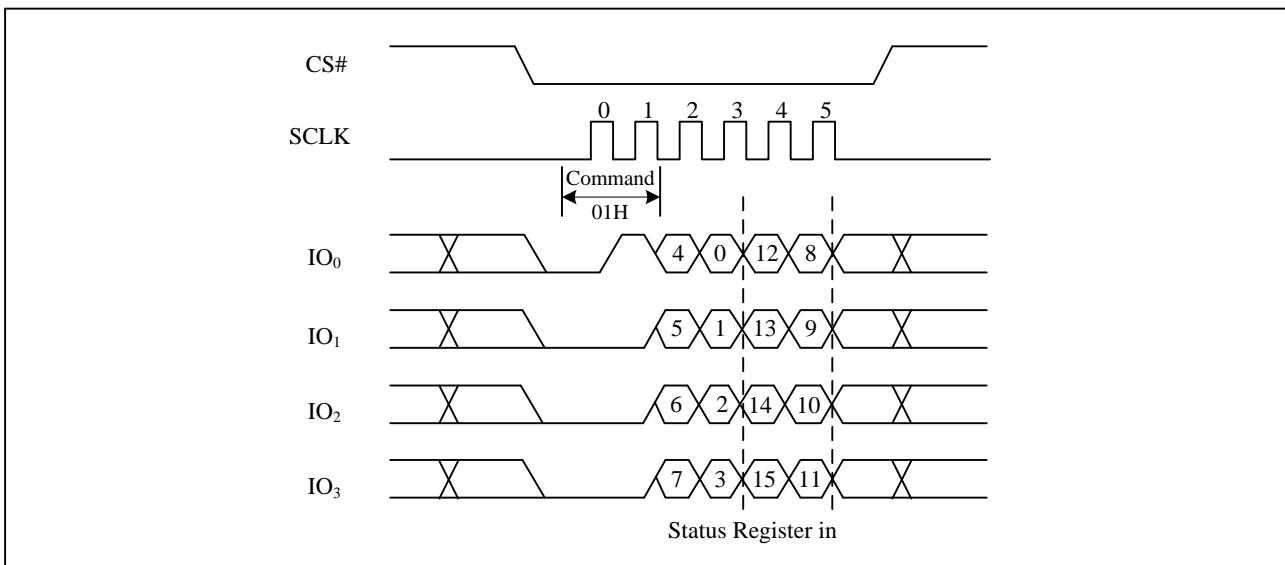 CS#
0 1 2 3 4 5
SCLK
Command
01H
IO0 4 0 12 8
IO1 5 1 13 9
IO2 6 2 14 10
IO3 7 3 15 11
Status Register in